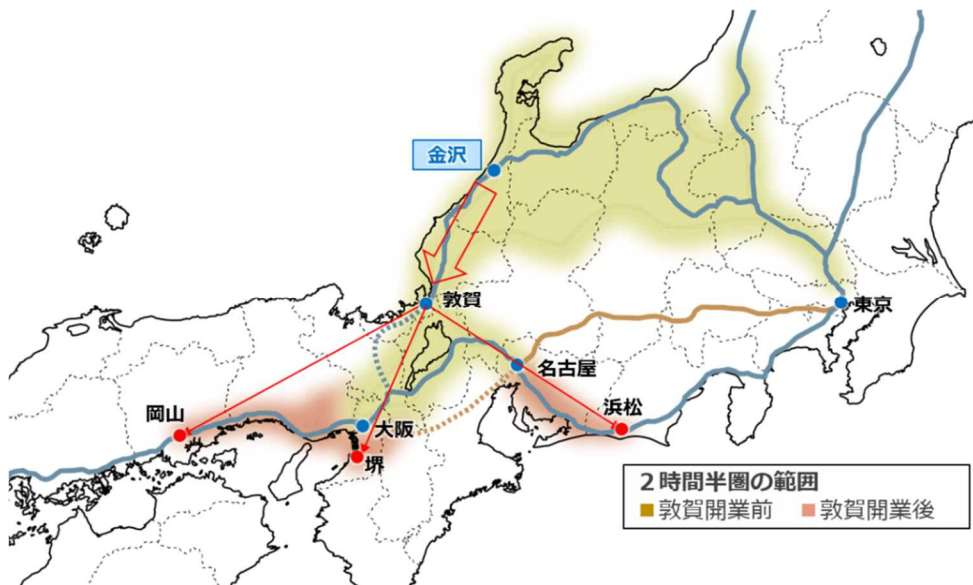 金沢
敦賀
東京
名古屋
岡山
浜松
大阪
堺
2時間半圏の範囲
■敦賀開業前 ■敦賀開業後